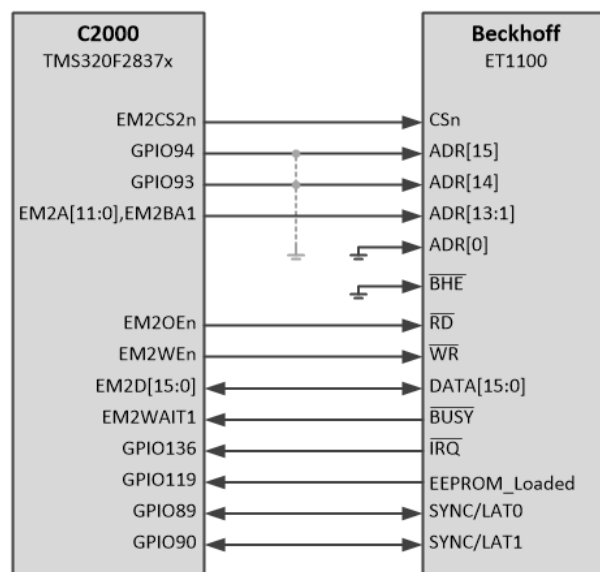 C2000
TMS320F2837x
Beckhoff
ET1100
EM2CS2n
CSn
GPIO94
ADR[15]
GPIO93
ADR[14]
EM2A[11:0],EM2BA1
ADR[13:1]
ADR[0]
BHE
EM2OEn
RD
EM2WEn
WR
EM2D[15:0]
DATA[15:0]
EM2WAIT1
BUSY
GPIO136
IRQ
GPIO119
EEPROM_Loaded
GPIO89
SYNC/LAT0
GPIO90
SYNC/LAT1